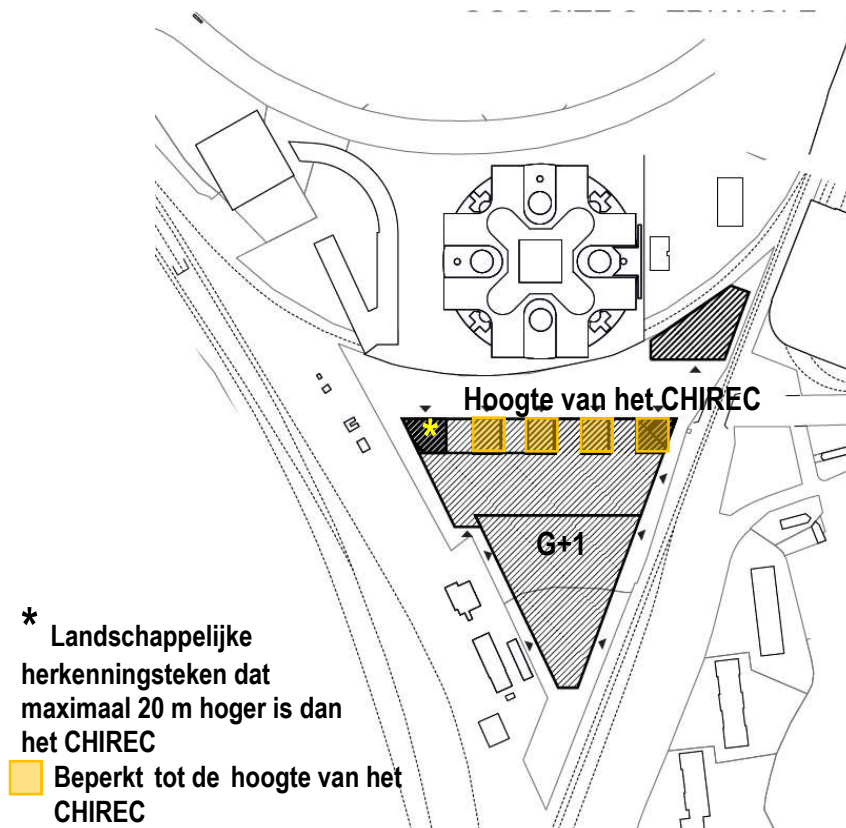 Hoogte van het CHIREC
*
G+1
* Landschappelijke
herkenningsteken dat
maximaal 20 m hoger is dan
het CHIREC
Beperkt tot de hoogte van het
CHIREC